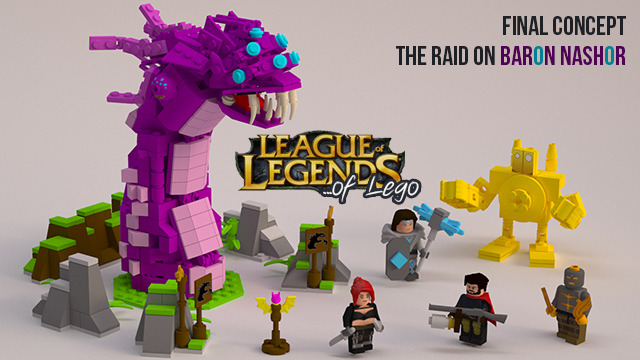 FINAL CONCEPT
THE RAID ON BARON NASHOR
LEAGUE of
LEGENDS
...of Lego